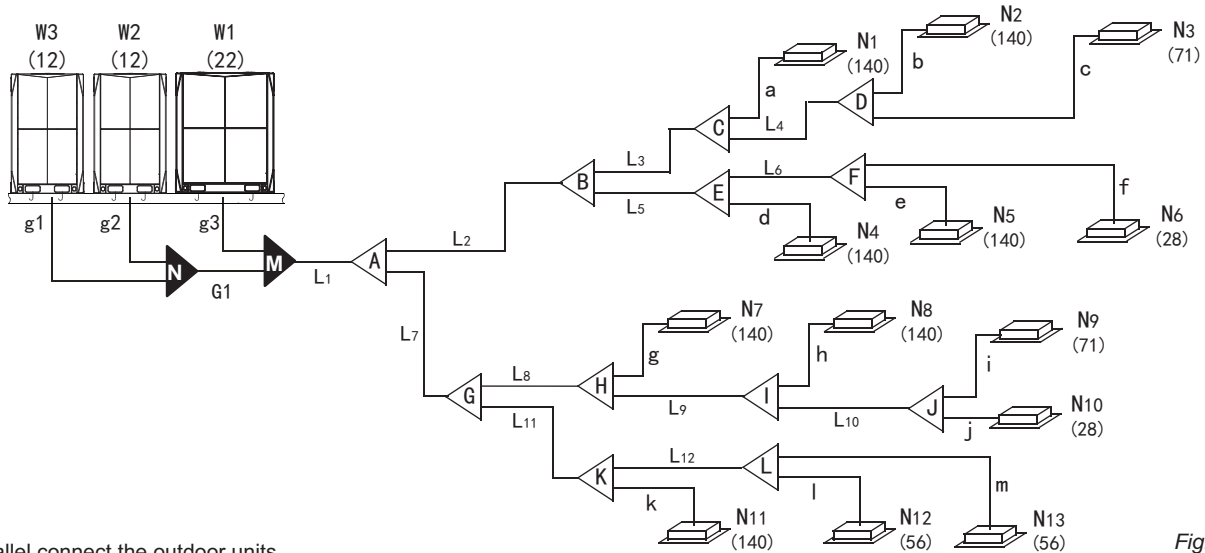 W3 W2 W1
(12) (12) (22)
g1 g2 g3
N M
G1 L1
A
L2
L7
B
L3
L5
C
a
L4
N1
(140)
D
b
N2
(140)
c
N3
(71)
E
L6
d
N4
(140)
F
e
N5
(140)
f
N6
(28)
G
L8
L11
H
g
N7
(140)
L9
I
h
N8
(140)
L10
J
i
N9
(71)
j
N10
(28)
K
L12
k
N11
(140)
L
l
N12
(56)
m
N13
(56)
allel connect the outdoor units
Fig